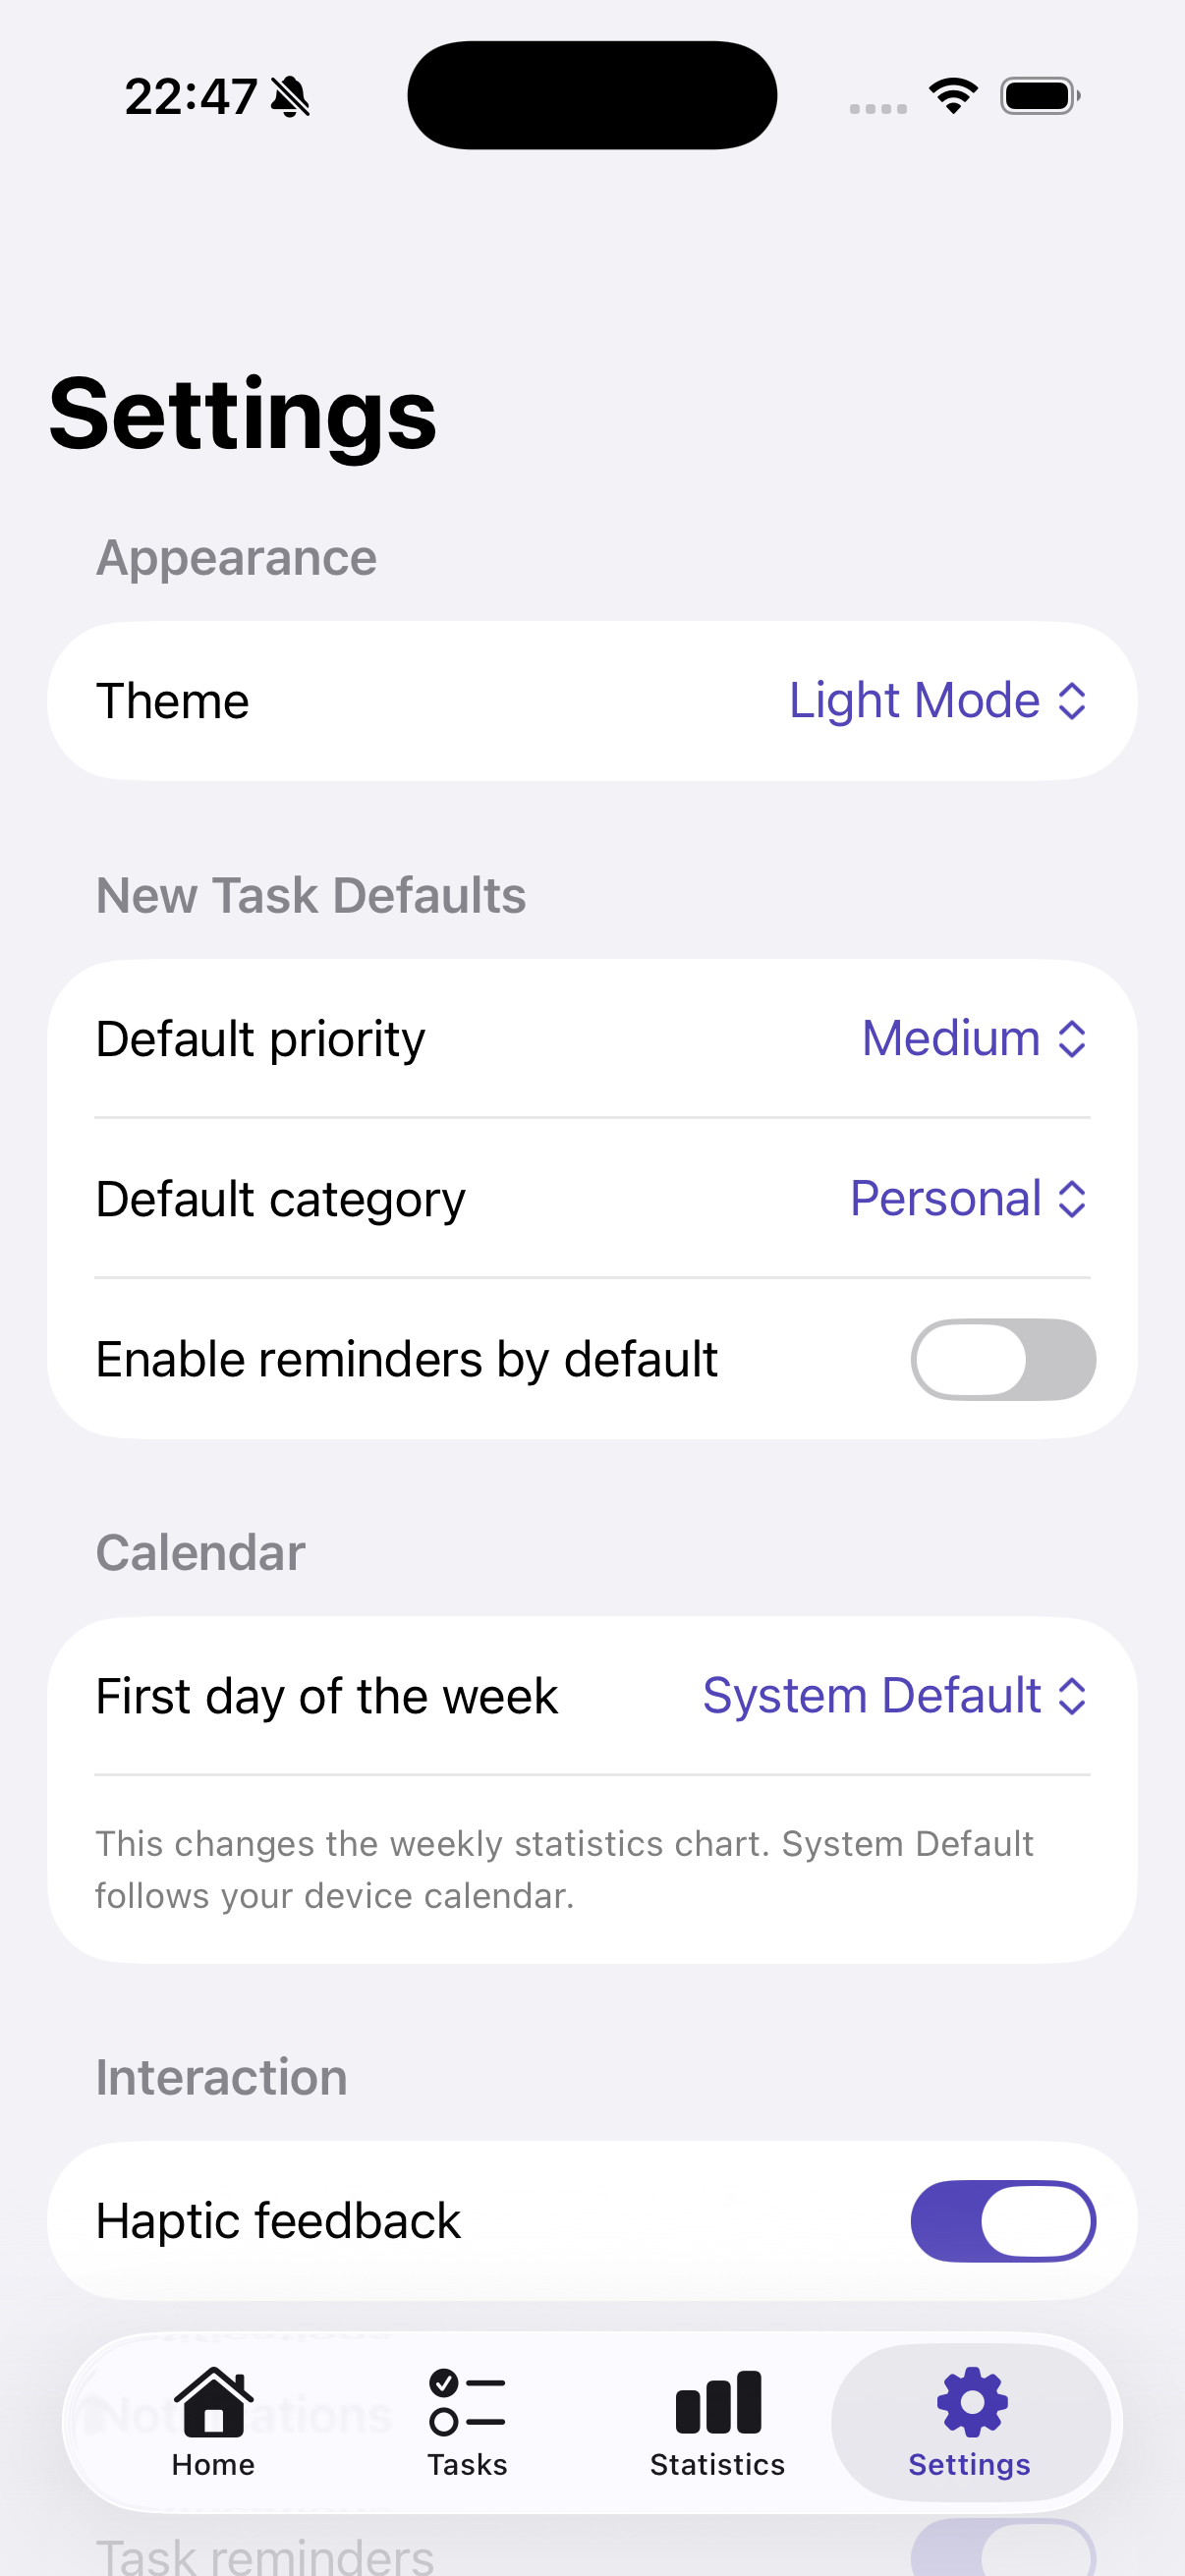 22:47
Settings
Appearance
Theme
Light Mode
New Task Defaults
Default priority
Medium
Default category
Personal
Enable reminders by default
Calendar
First day of the week
System Default
This changes the weekly statistics chart. System Default
follows your device calendar.
Interaction
Haptic feedback
Notifications
Home
Tasks
Statistics
Settings
Task reminders